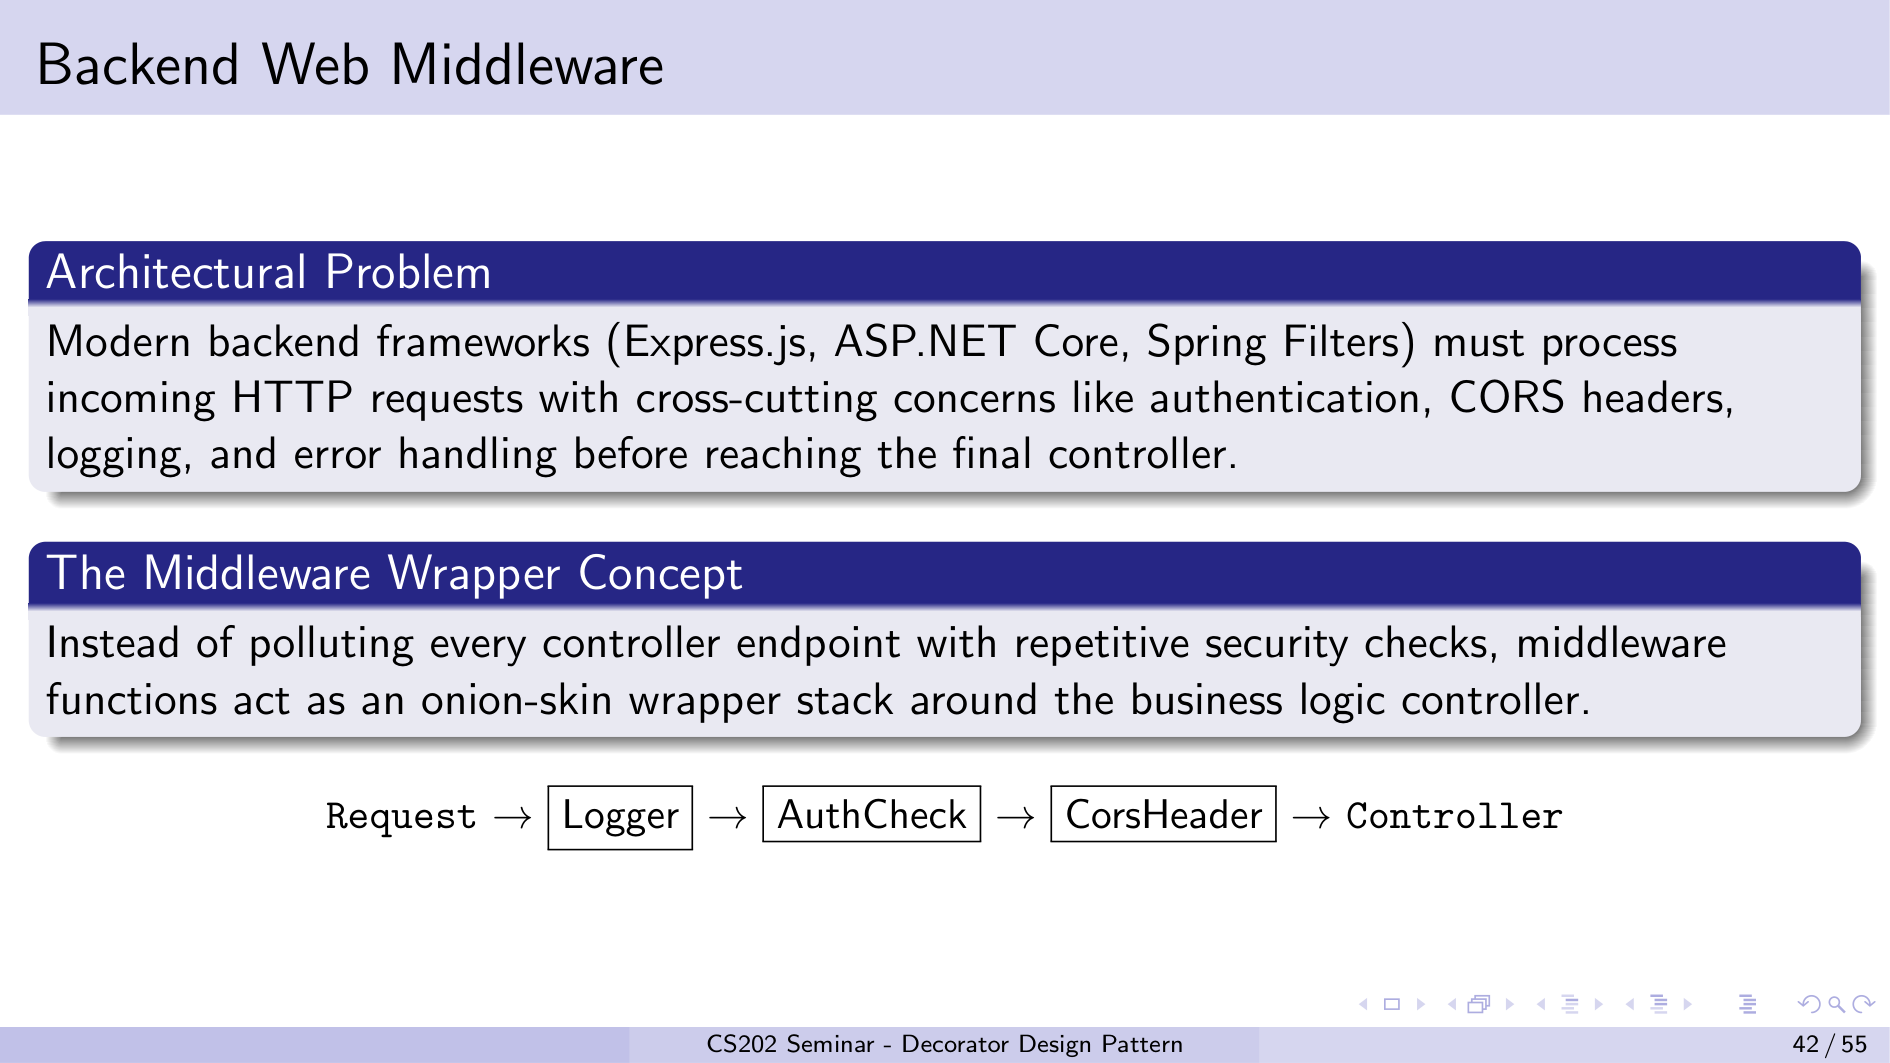 Backend Web Middleware
Architectural Problem
Modern backend frameworks (Express.js, ASP.NET Core, Spring Filters) must process
incoming HTTP requests with cross-cutting concerns like authentication, CORS headers,
logging, and error handling before reaching the final controller.
The Middleware Wrapper Concept
Instead of polluting every controller endpoint with repetitive security checks, middleware
functions act as an onion-skin wrapper stack around the business logic controller.
Request → Logger → AuthCheck → CorsHeader → Controller
CS202 Seminar - Decorator Design Pattern
42 / 55